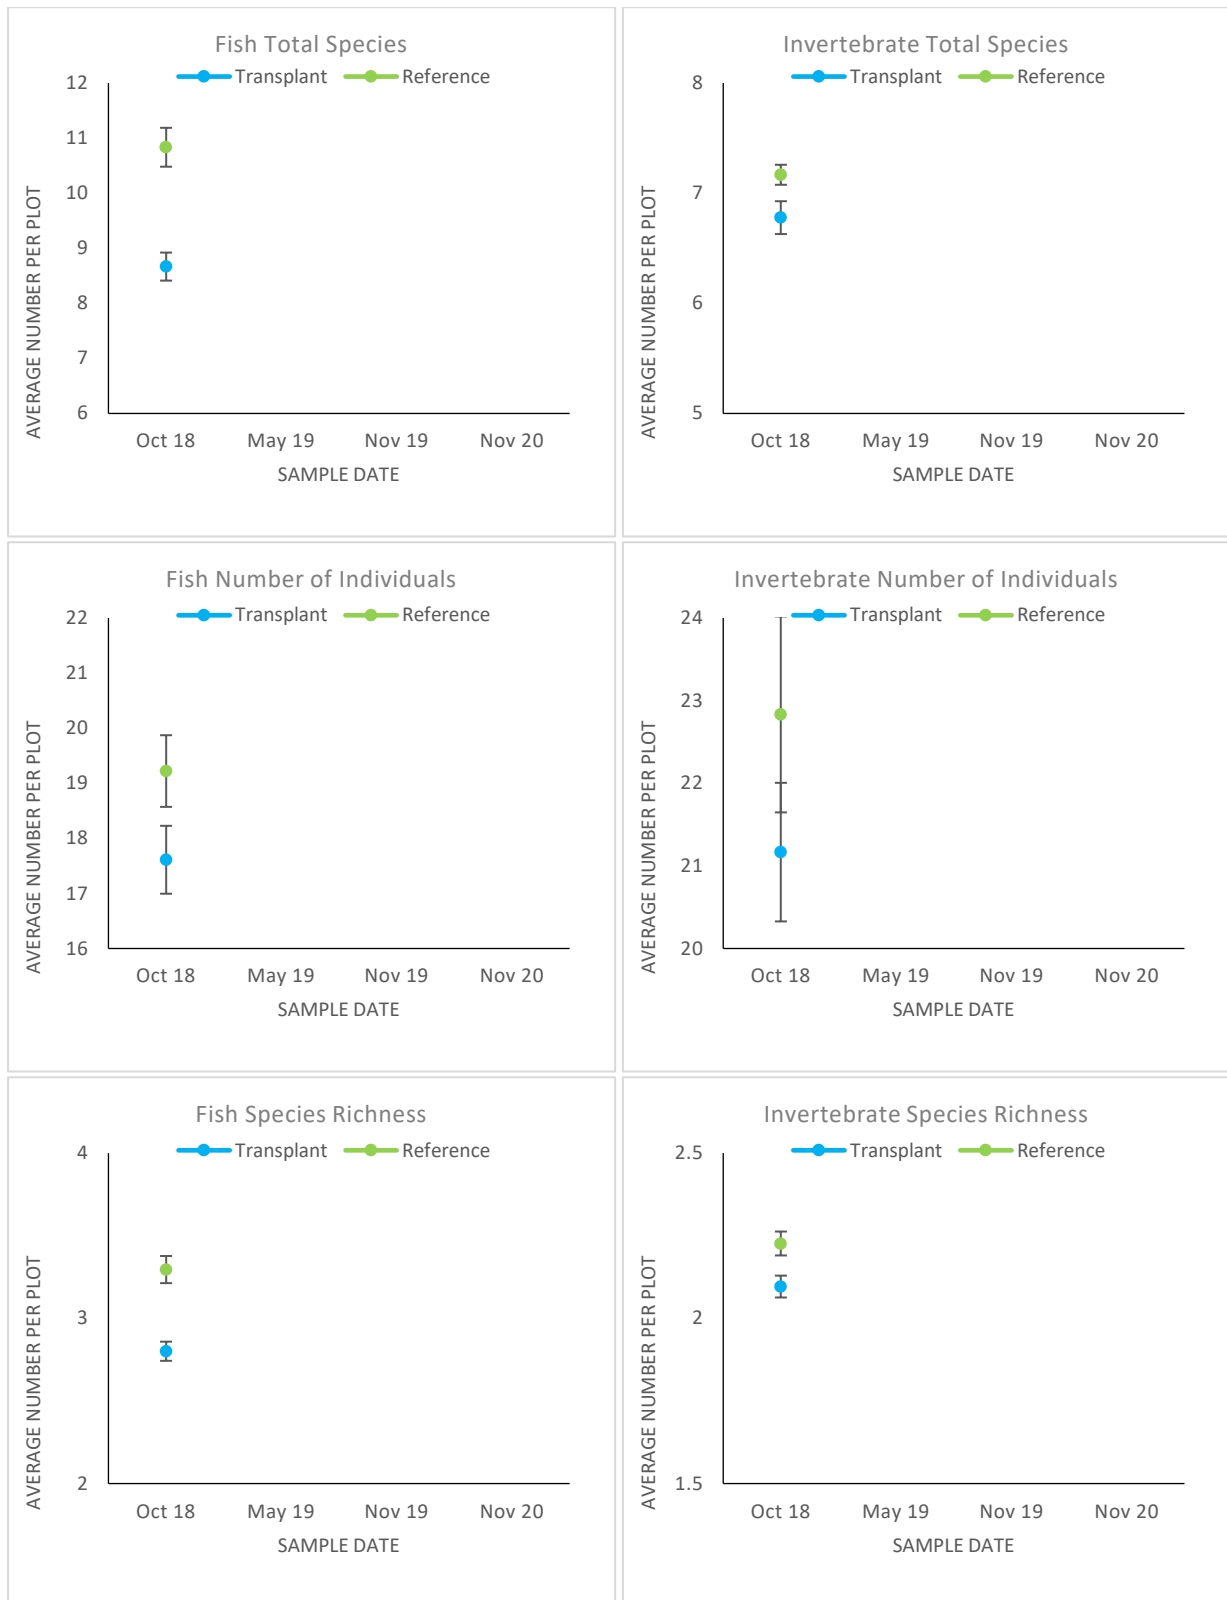 Fish Total Species
Transplant Reference
AVERAGE NUMBER PER PLOT
12
11
10
9
8
7
6
Oct 18 May 19 Nov 19 Nov 20
SAMPLE DATE
Invertebrate Total Species
Transplant Reference
AVERAGE NUMBER PER PLOT
8
7
6
5
Oct 18 May 19 Nov 19 Nov 20
SAMPLE DATE
Fish Number of Individuals
Transplant Reference
AVERAGE NUMBER PER PLOT
22
21
20
19
18
17
16
Oct 18 May 19 Nov 19 Nov 20
SAMPLE DATE
Invertebrate Number of Individuals
Transplant Reference
AVERAGE NUMBER PER PLOT
24
23
22
21
20
Oct 18 May 19 Nov 19 Nov 20
SAMPLE DATE
Fish Species Richness
Transplant Reference
AVERAGE NUMBER PER PLOT
4
3
2
Oct 18 May 19 Nov 19 Nov 20
SAMPLE DATE
Invertebrate Species Richness
Transplant Reference
AVERAGE NUMBER PER PLOT
2.5
2
1.5
Oct 18 May 19 Nov 19 Nov 20
SAMPLE DATE